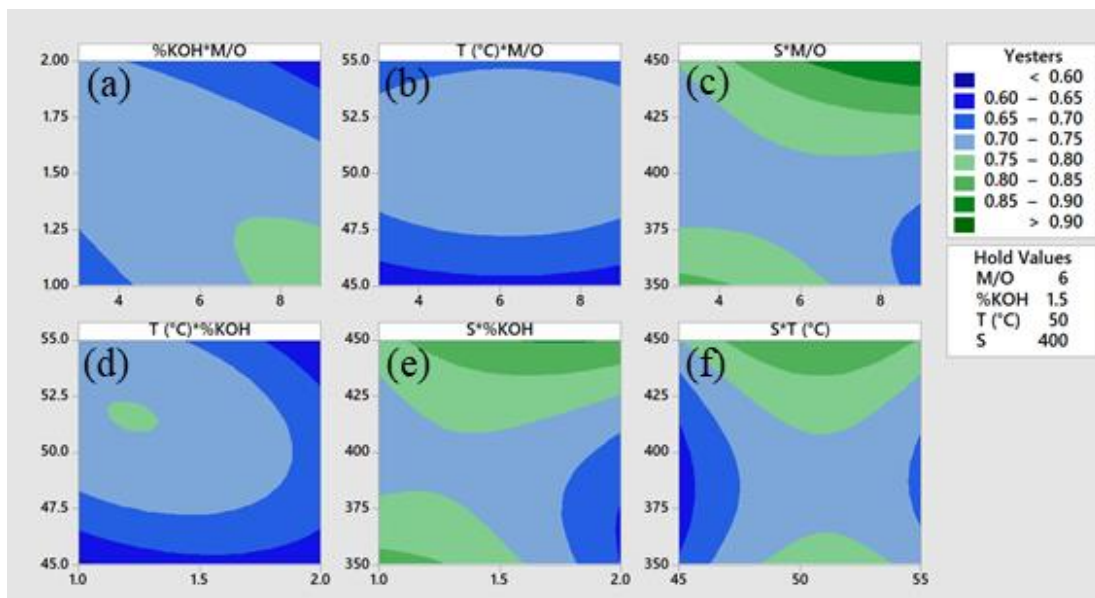 %KOH*M/O
T (°C)*M/O
S*M/O
(a)
(b)
(c)
2.00
1.75
1.50
1.25
1.00
4 6 8
55.0
52.5
50.0
47.5
45.0
4 6 8
450
425
400
375
350
4 6 8
T (°C)*%KOH
S*%KOH
S*T (°C)
(d)
(e)
(f)
55.0
52.5
50.0
47.5
45.0
1.0 1.5 2.0
450
425
400
375
350
1.0 1.5 2.0
450
425
400
375
350
45 50 55
Yesters
< 0.60
0.60 – 0.65
0.65 – 0.70
0.70 – 0.75
0.75 – 0.80
0.80 – 0.85
0.85 – 0.90
> 0.90
Hold Values
M/O 6
%KOH 1.5
T (°C) 50
S 400